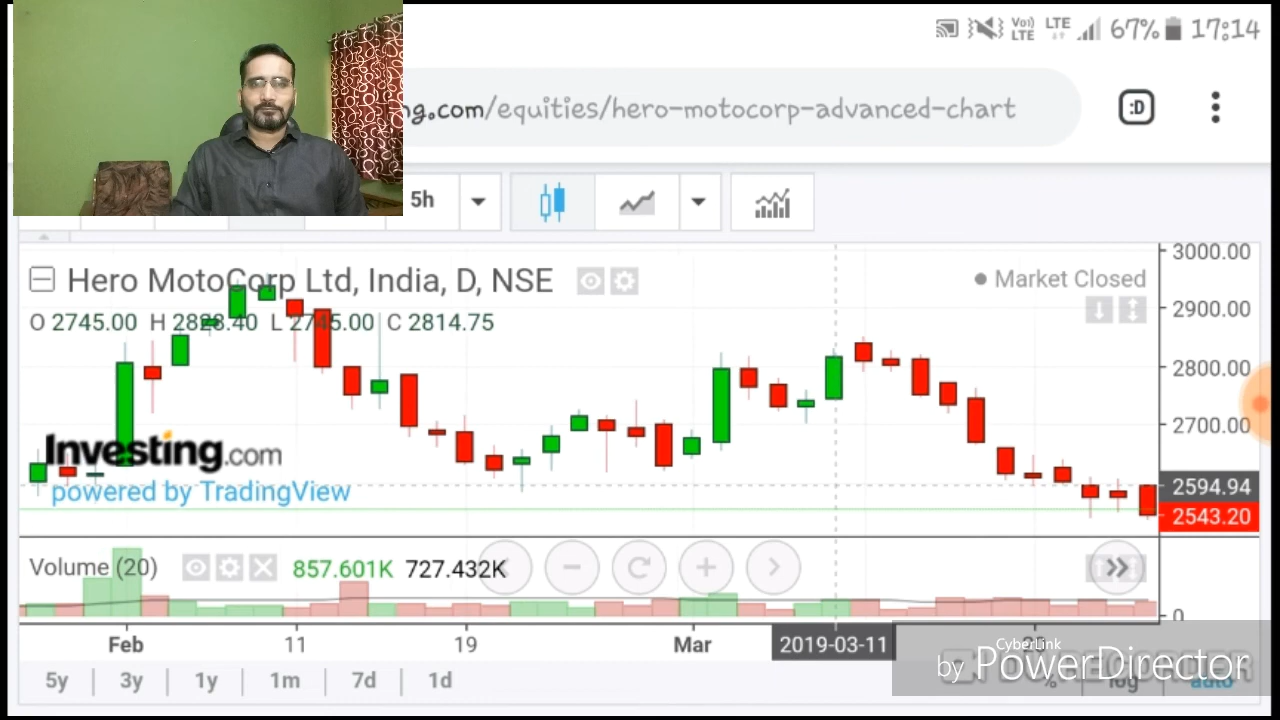 Vo)) LTE LTE 67% 17:14
ng.com/equities/hero-motocorp-advanced-chart
:D
5h
Hero MotoCorp Ltd, India, D, NSE
Market Closed
O 2745.00 H 2828.40 L 2745.00 C 2814.75
3000.00
2900.00
2800.00
2700.00
2594.94
2543.20
Investing.com
powered by TradingView
Volume (20) 857.601K 727.432K
0
Feb 11 19 Mar 2019-03-11
CyberLink
by PowerDirector
5y 3y 1y 1m 7d 1d % log auto